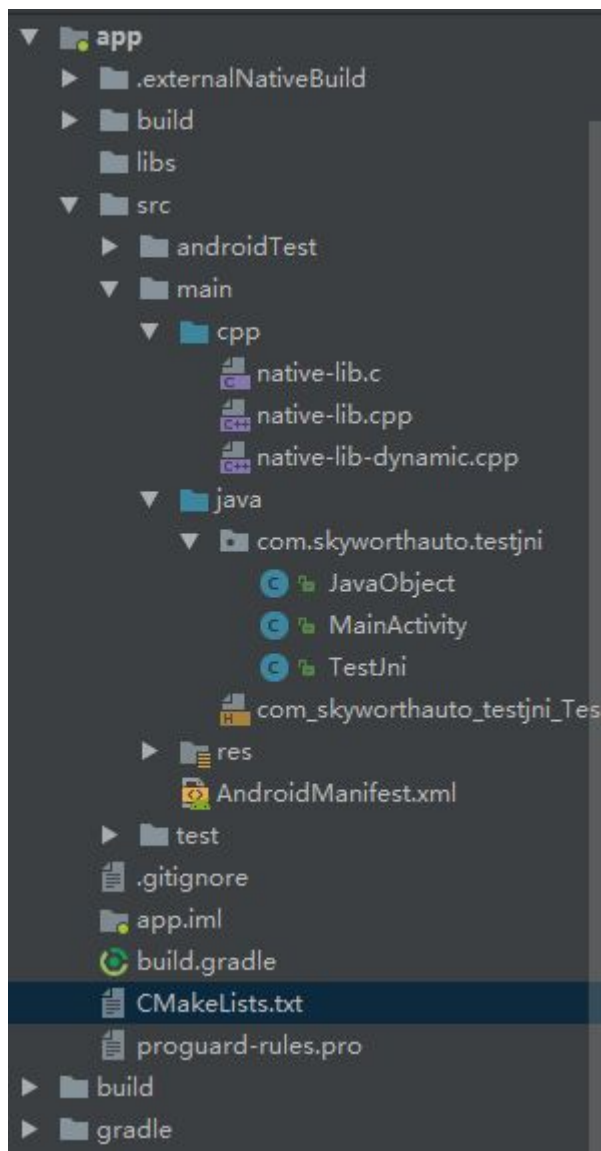 app
.externalNativeBuild
build
libs
src
androidTest
main
cpp
native-lib.c
native-lib.cpp
native-lib-dynamic.cpp
java
com.skyworthauto.testjni
JavaObject
MainActivity
TestJni
com_skyworthauto_testjni_Tes
res
AndroidManifest.xml
test
.gitignore
app.iml
build.gradle
CMakeLists.txt
proguard-rules.pro
build
gradle